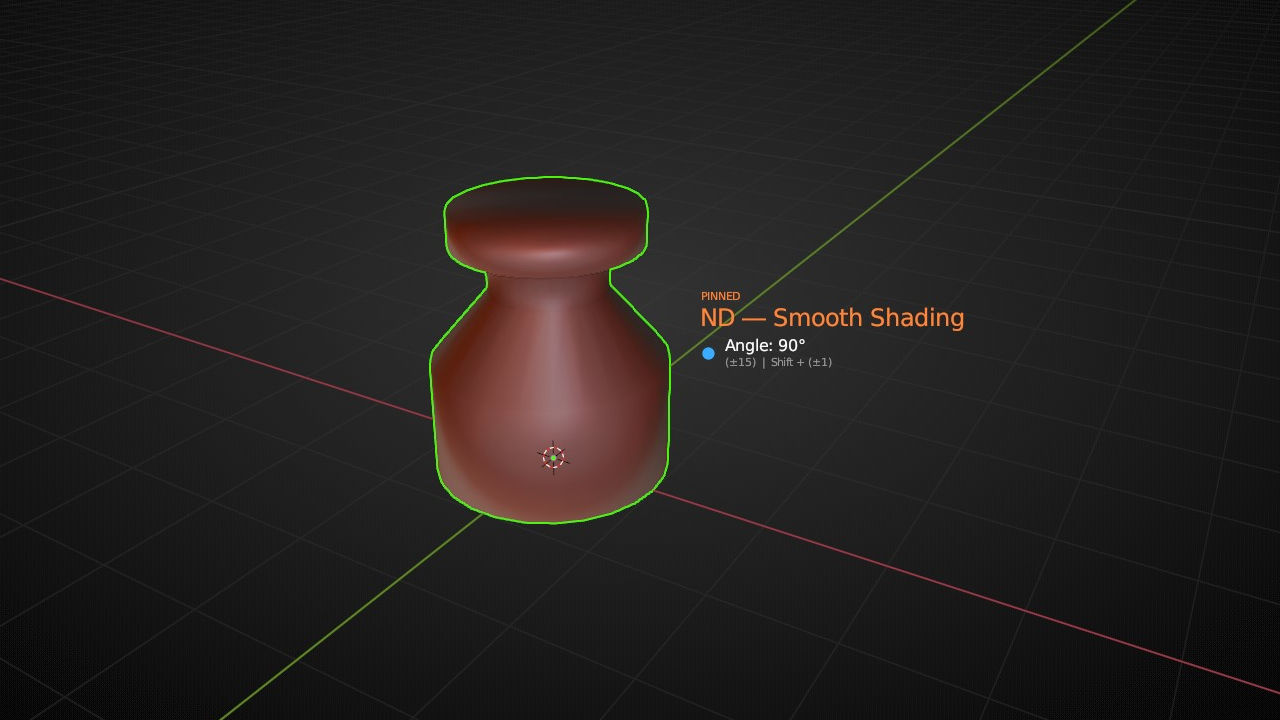 PINNED
ND — Smooth Shading
Angle: 90°
(±15) | Shift + (±1)